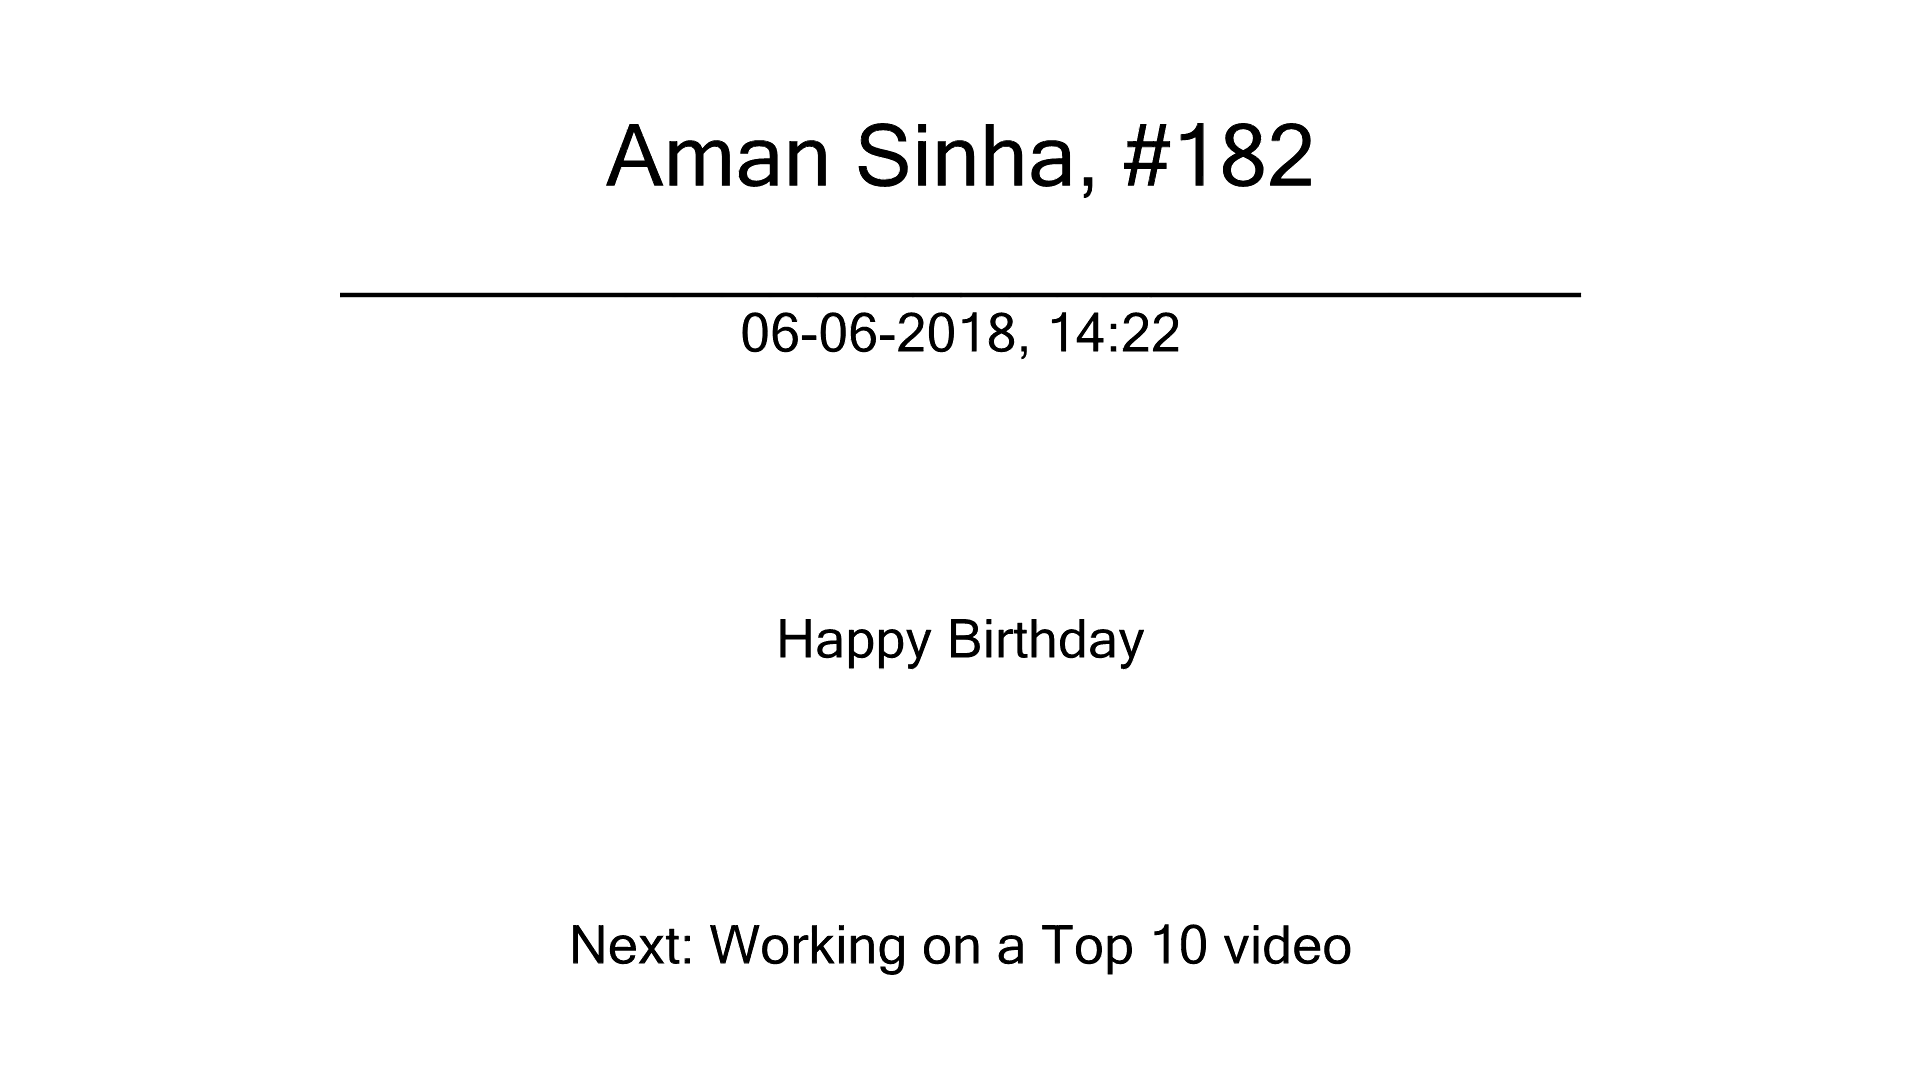 Aman Sinha, #182
06-06-2018, 14:22
Happy Birthday
Next: Working on a Top 10 video